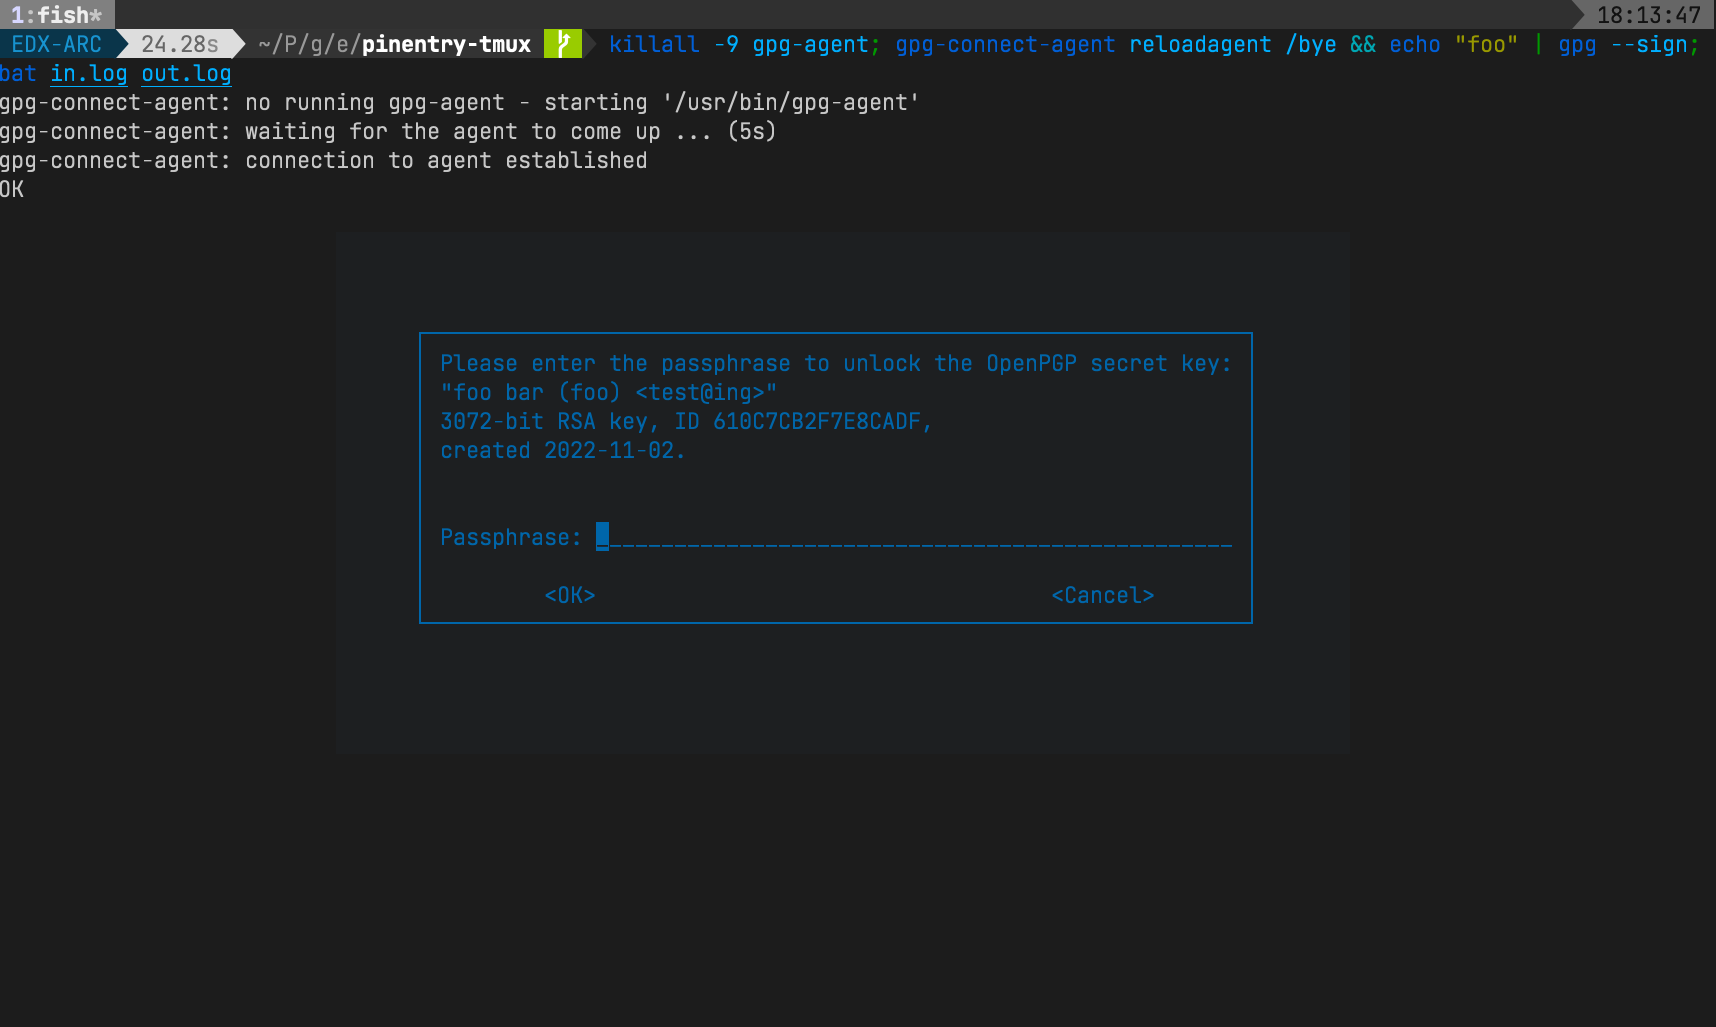 1:fish* 18:13:47
EDX-ARC 24.28s ~/P/g/e/pinentry-tmux killall -9 gpg-agent; gpg-connect-agent reloadagent /bye && echo "foo" | gpg --sign;
bat in.log out.log
gpg-connect-agent: no running gpg-agent - starting '/usr/bin/gpg-agent'
gpg-connect-agent: waiting for the agent to come up ... (5s)
gpg-connect-agent: connection to agent established
OK
Please enter the passphrase to unlock the OpenPGP secret key:
"foo bar (foo) <test@ing>"
3072-bit RSA key, ID 610C7CB2F7E8CADF,
created 2022-11-02.
Passphrase: ________________________________________________
<OK> <Cancel>